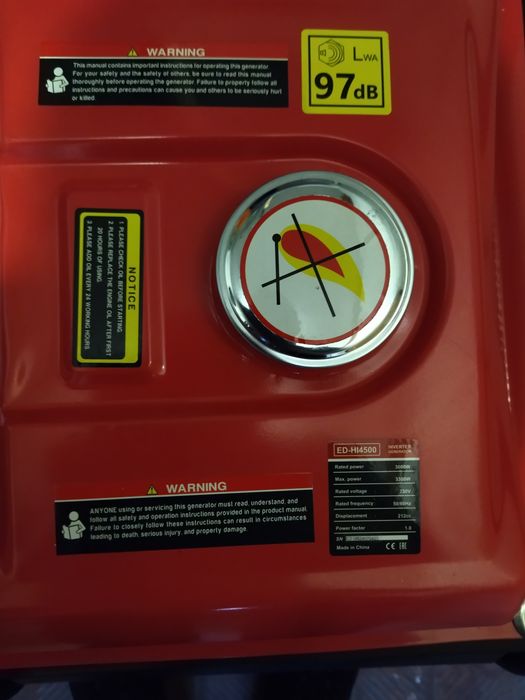 WARNING
This manual contains important instructions for operating this generator
For your safety and the safety of others, be sure to read this manual
thoroughly before operating the generator. Failure to properly follow all
instructions and precautions can cause you and others to be seriously hurt
or killed.
LWA
97dB
NOTICE
1 PLEASE CHECK OIL BEFORE STARTING
2 PLEASE REPLACE THE ENGINE OIL AFTER FIRST
20 HOURS OF USING.
3 PLEASE ADD OIL EVERY 24 WORKING HOURS
WARNING
ANYONE using or servicing this generator must read, understand, and
follow all safety and operation instructions provided in the product manual.
Failure to closely follow these instructions can result in circumstances
leading to death, serious injury, and property damage.
ED-HI4500 INVERTER GENERATOR
Rated power 3000W
Max. power 3300W
Rated voltage 230V
Rated frequency 50/60Hz
Displacement 212cc
Power factor 1.0
SN
Made in China CE EAC